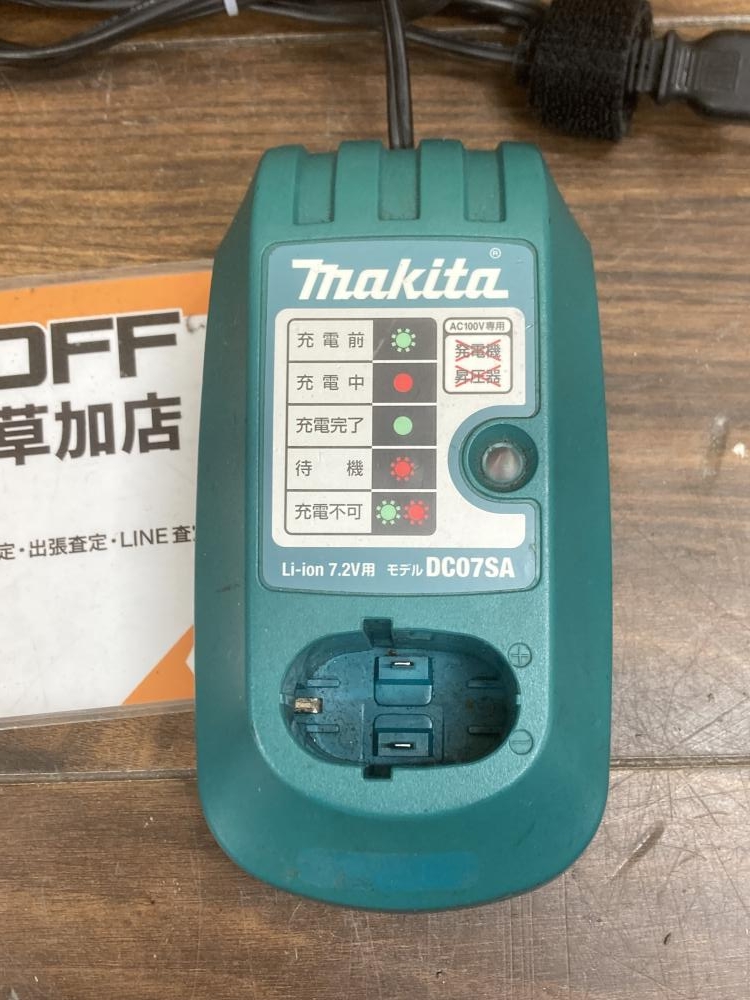 makita®
充電前
充電中
充電完了
待機
充電不可
AC100V専用
発電機
昇圧器
Li-ion 7.2V用 モデル DC07SA
⊕
⊖
OFF
草加店
定・出張査定・LINE査